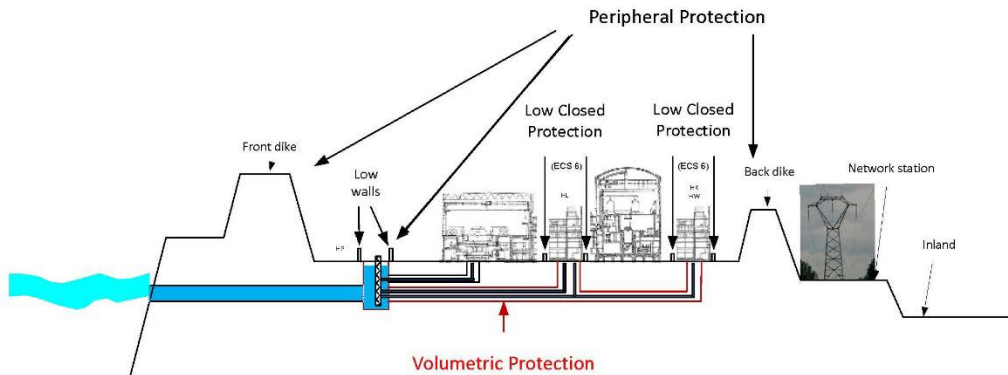 Peripheral Protection
Low Closed
Protection
Low Closed
Protection
Front dike
Low
walls
(ECS 6)
HL
(ECS 6)
HK
HW
Back dike
Network station
HP
Inland
Volumetric Protection